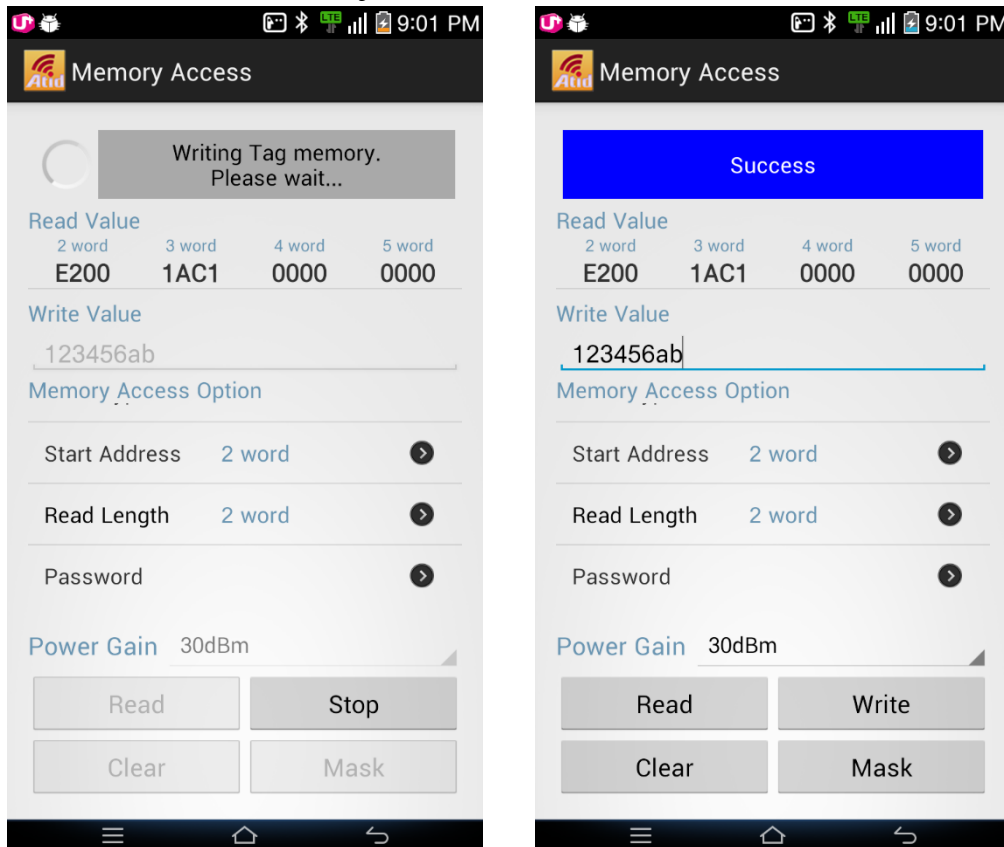 LTE 9:01 PM
Atid Memory Access
Writing Tag memory.
Please wait...
Read Value
2 word 3 word 4 word 5 word
E200 1AC1 0000 0000
Write Value
123456ab
Memory Access Option
Start Address 2 word
Read Length 2 word
Password
Power Gain 30dBm
Read Stop
Clear Mask
LTE 9:01 PM
Atid Memory Access
Success
Read Value
2 word 3 word 4 word 5 word
E200 1AC1 0000 0000
Write Value
123456ab
Memory Access Option
Start Address 2 word
Read Length 2 word
Password
Power Gain 30dBm
Read Write
Clear Mask